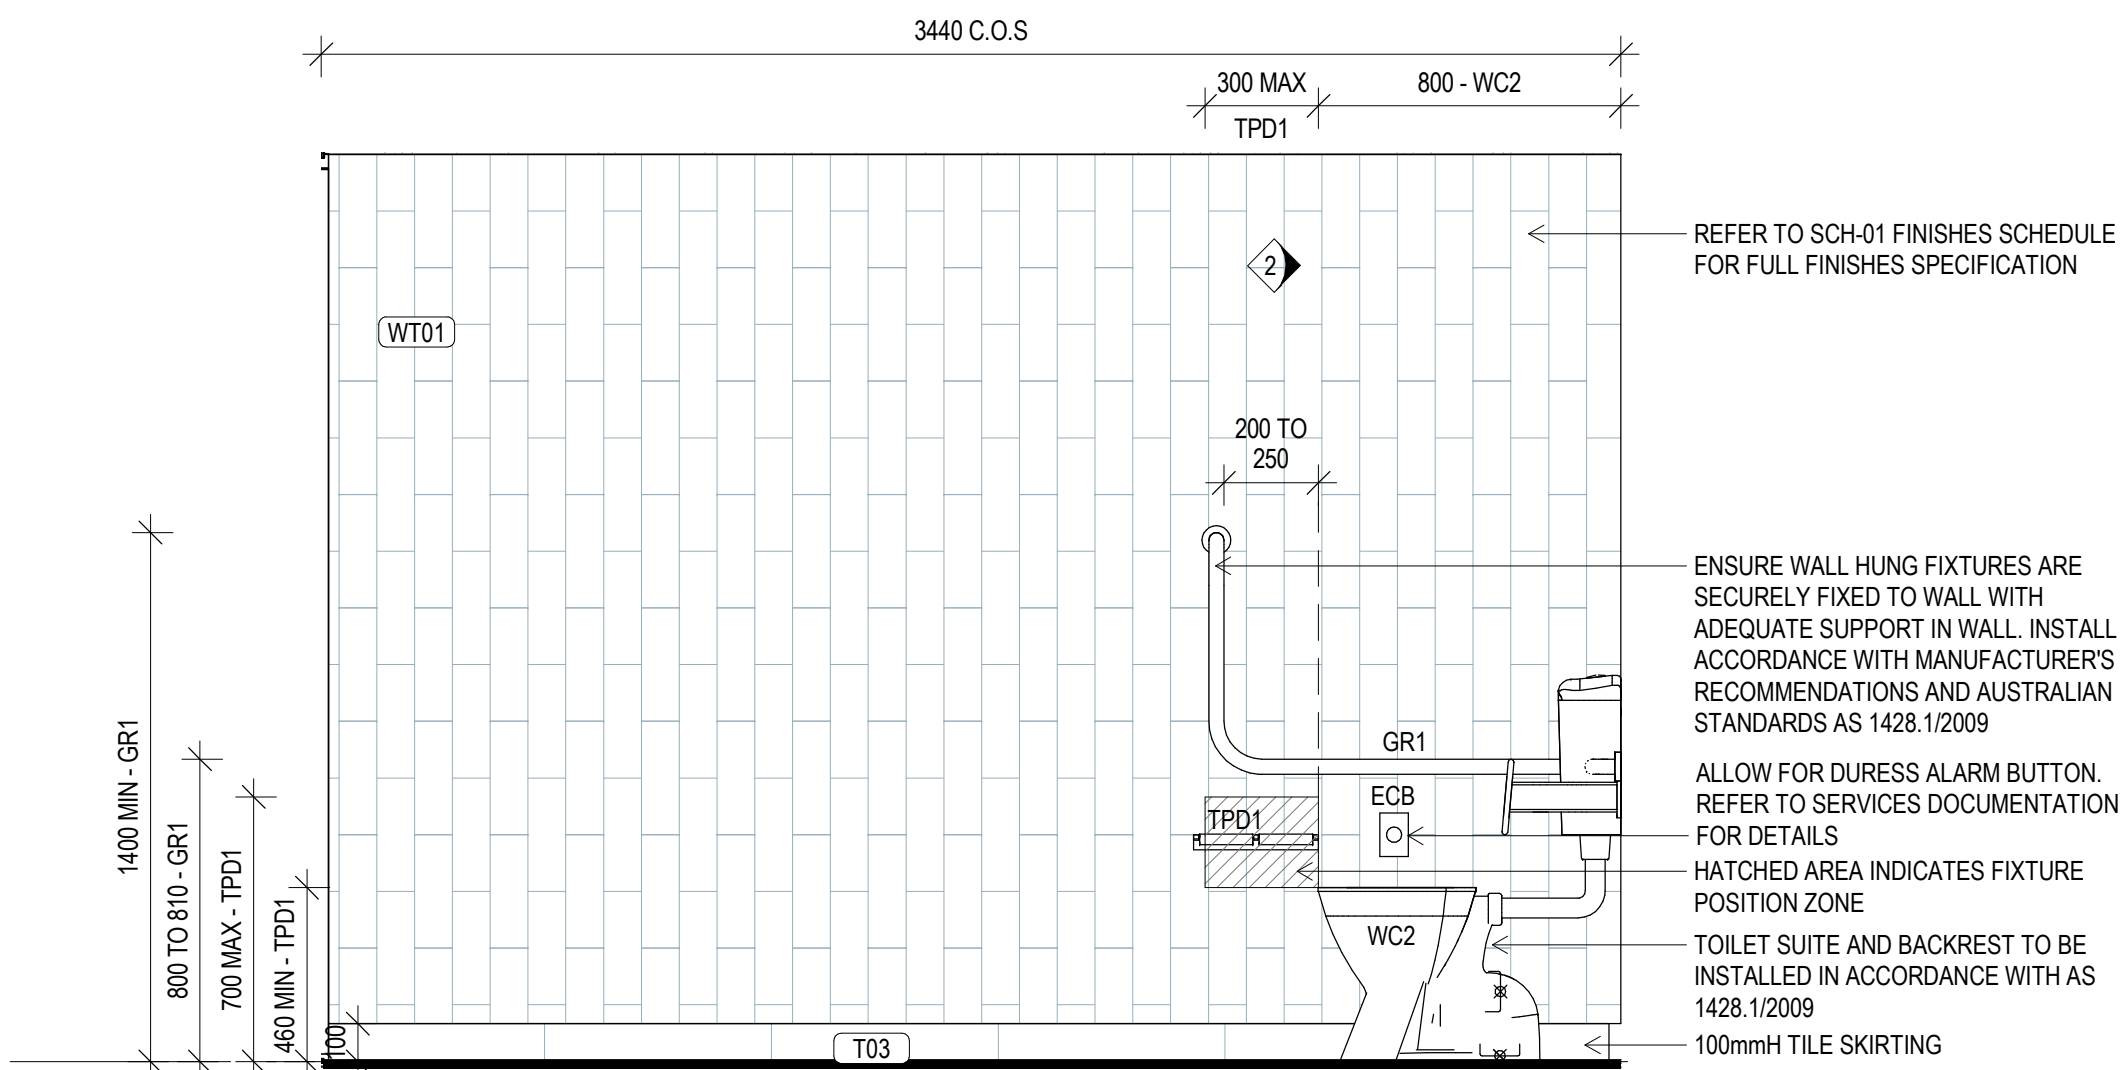 3440 C.O.S
300 MAX
800 - WC2
TPD1
REFER TO SCH-01 FINISHES SCHEDULE
FOR FULL FINISHES SPECIFICATION
2
WT01
200 TO
250
ENSURE WALL HUNG FIXTURES ARE
SECURELY FIXED TO WALL WITH
ADEQUATE SUPPORT IN WALL. INSTALL
ACCORDANCE WITH MANUFACTURER'S
RECOMMENDATIONS AND AUSTRALIAN
STANDARDS AS 1428.1/2009
GR1
ALLOW FOR DURESS ALARM BUTTON.
REFER TO SERVICES DOCUMENTATION
FOR DETAILS
ECB
TPD1
HATCHED AREA INDICATES FIXTURE
POSITION ZONE
WC2
TOILET SUITE AND BACKREST TO BE
INSTALLED IN ACCORDANCE WITH AS
1428.1/2009
100mmH TILE SKIRTING
T03
1400 MIN - GR1
800 TO 810 - GR1
700 MAX - TPD1
460 MIN - TPD1
100